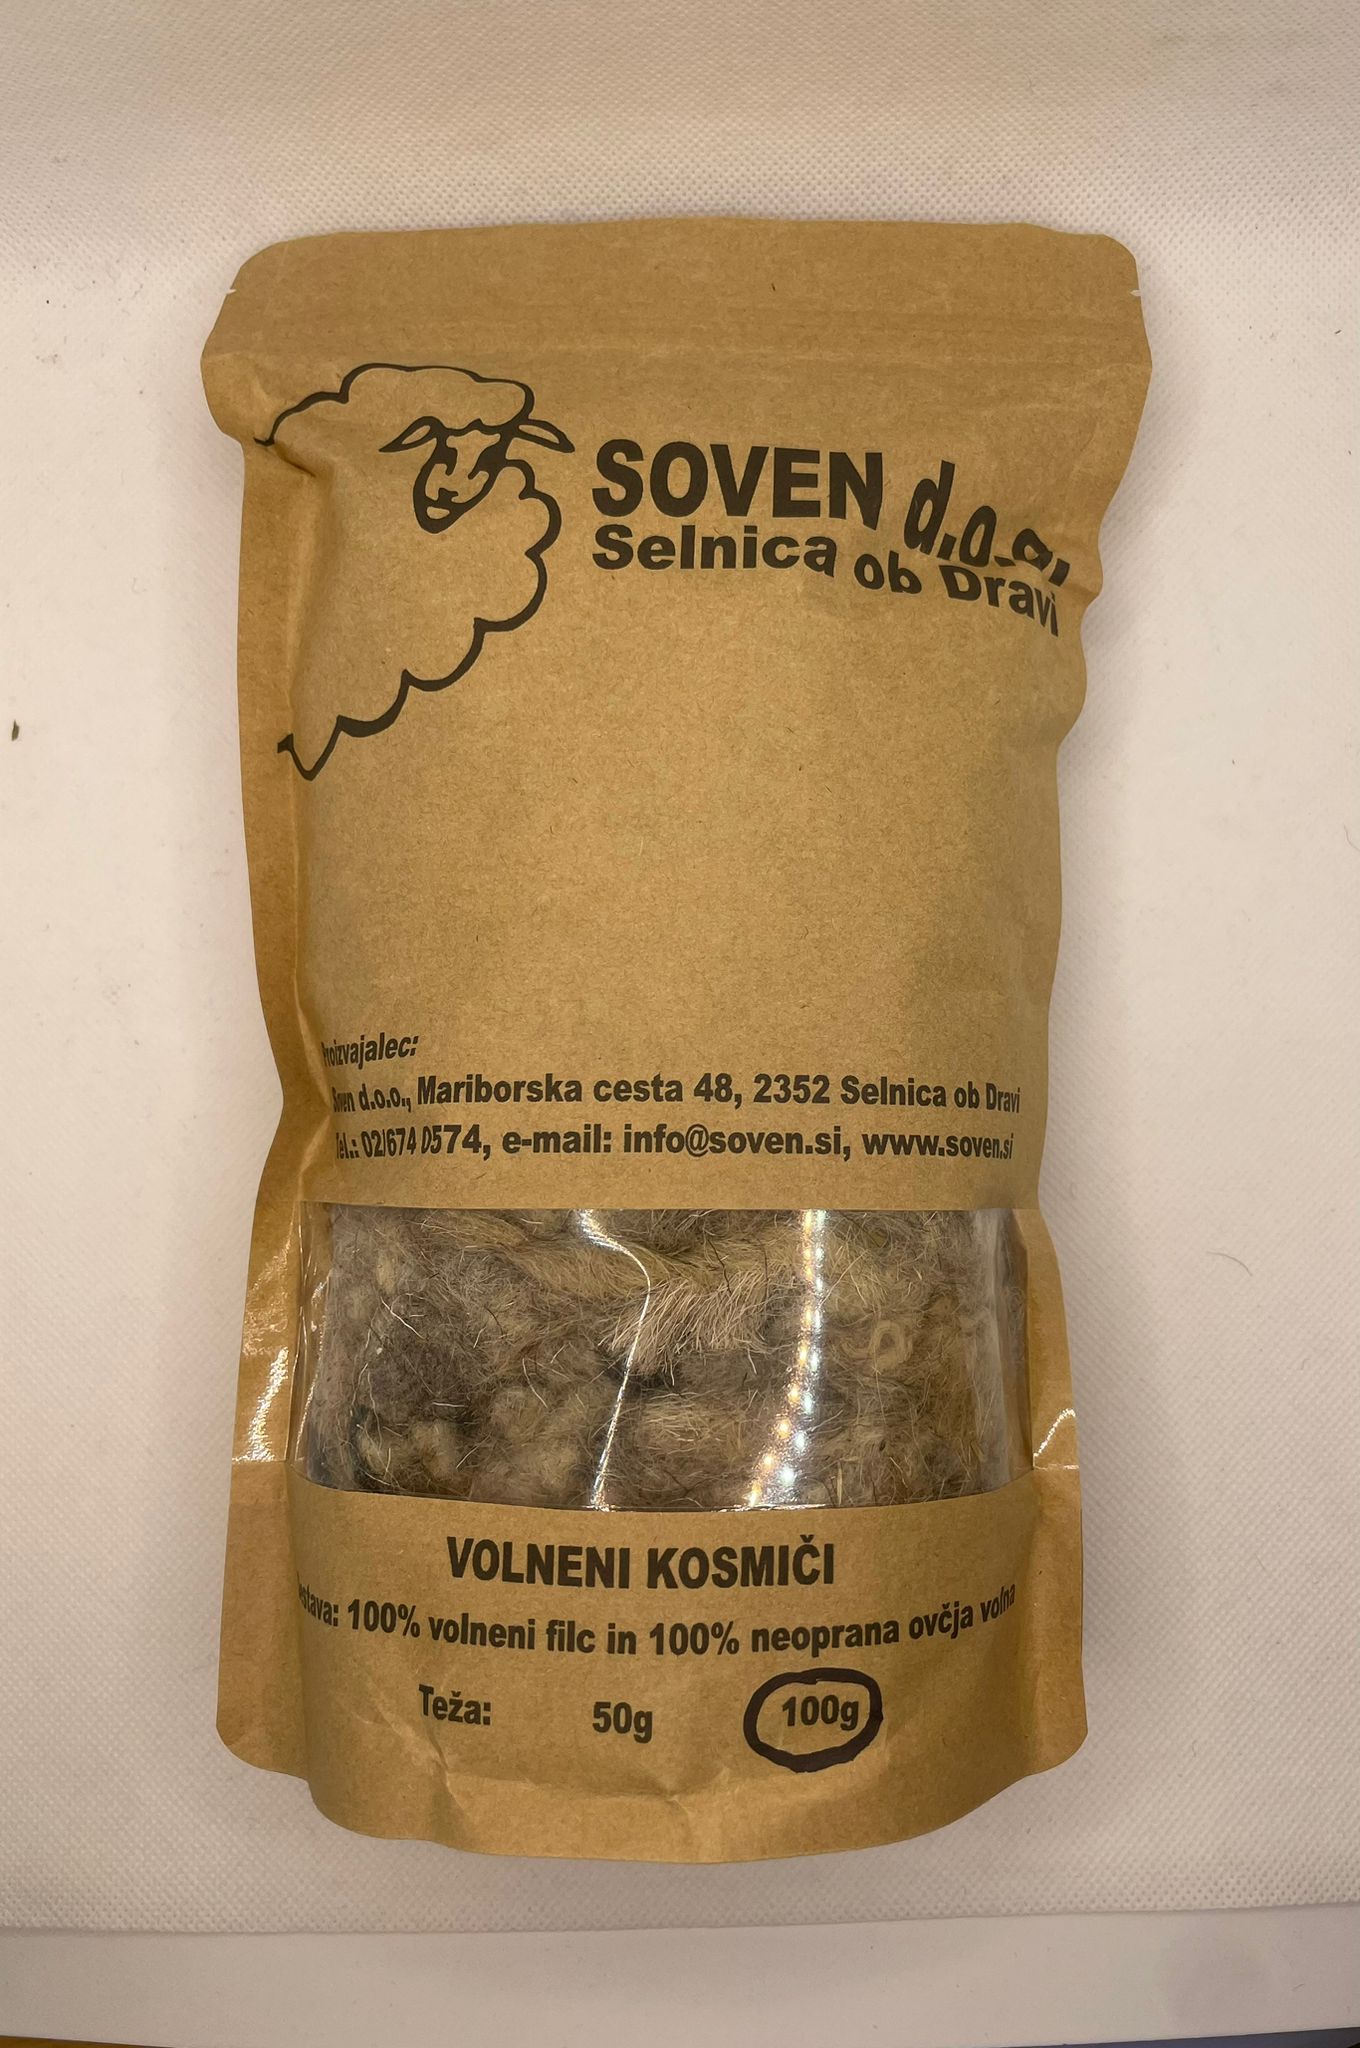 SOVEN d.o.o.
Selnica ob Dravi
Proizvajalec:
Soven d.o.o., Mariborska cesta 48, 2352 Selnica ob Dravi
Tel.: 02/674 0574, e-mail: info@soven.si, www.soven.si
VOLNENI KOSMIČI
estava: 100% volneni filc in 100% neoprana ovčja volna
Teža: 50g 100g